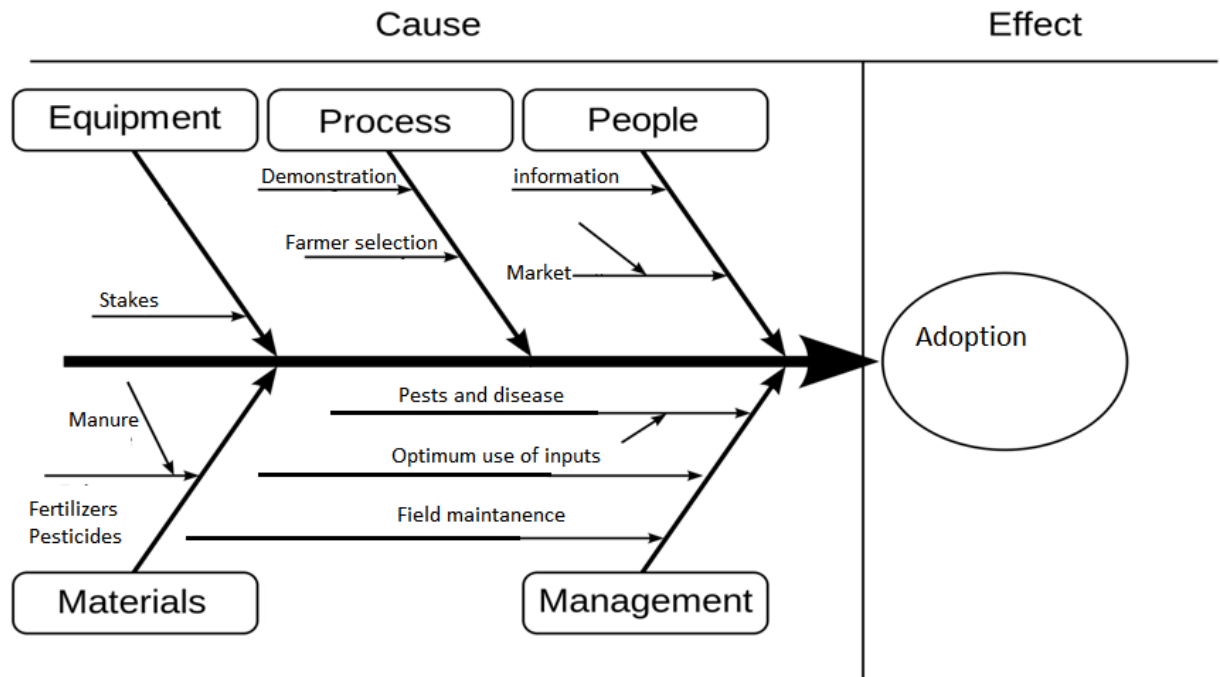 Cause
Effect
Equipment
Process
People
Demonstration
information
Farmer selection
Market
Stakes
Adoption
Pests and disease
Manure
Optimum use of inputs
Fertilizers
Pesticides
Field maintanence
Materials
Management